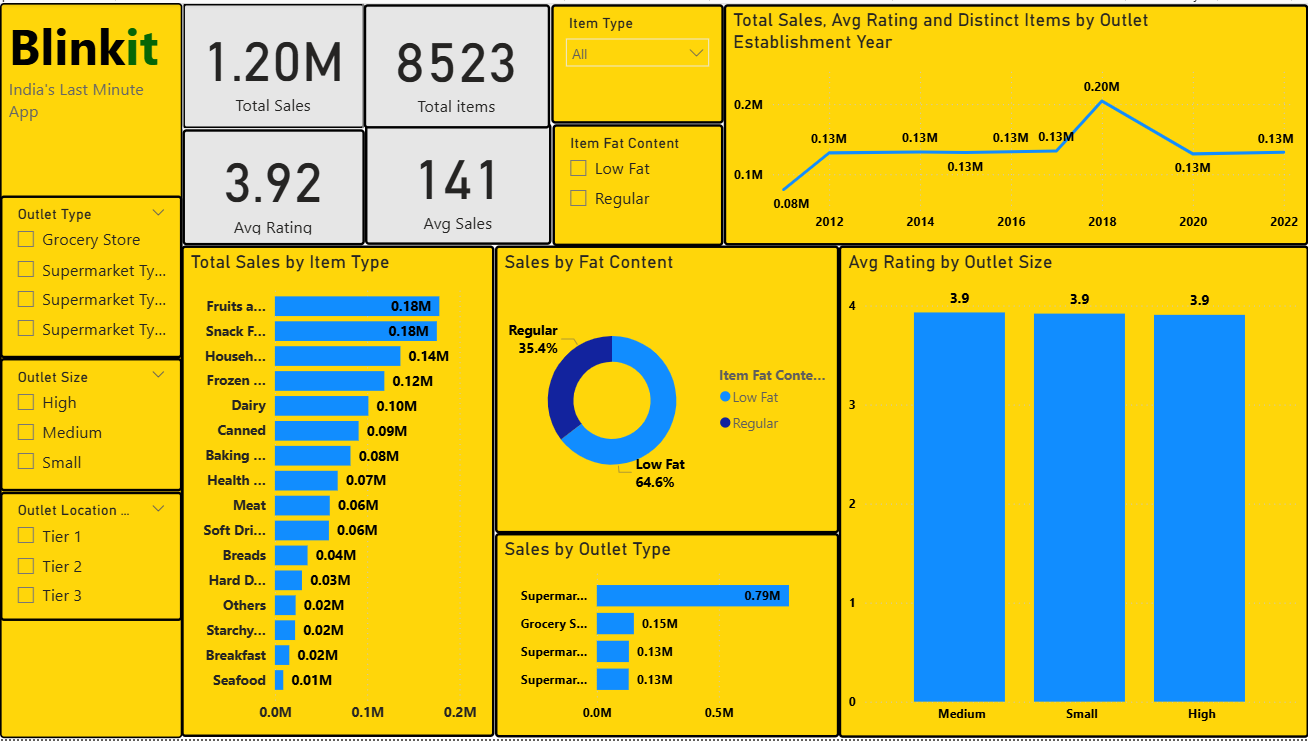 Blinkit
India's Last Minute
App
1.20M
Total Sales
8523
Total items
3.92
Avg Rating
141
Avg Sales
Item Type
All
Item Fat Content
Low Fat
Regular
Total Sales, Avg Rating and Distinct Items by Outlet
Establishment Year
0.2M
0.1M
0.08M
0.13M
0.13M
0.13M
0.13M
0.13M
0.20M
0.13M
0.13M
2012
2014
2016
2018
2020
2022
Outlet Type
Grocery Store
Supermarket Ty...
Supermarket Ty...
Supermarket Ty...
Outlet Size
High
Medium
Small
Outlet Location ...
Tier 1
Tier 2
Tier 3
Total Sales by Item Type
Fruits a... 0.18M
Snack F... 0.18M
Househ... 0.14M
Frozen ... 0.12M
Dairy 0.10M
Canned 0.09M
Baking ... 0.08M
Health ... 0.07M
Meat 0.06M
Soft Dri... 0.06M
Breads 0.04M
Hard D... 0.03M
Others 0.02M
Starchy... 0.02M
Breakfast 0.02M
Seafood 0.01M
0.0M 0.1M 0.2M
Sales by Fat Content
Regular
35.4%
Low Fat
64.6%
Item Fat Conte...
Low Fat
Regular
Sales by Outlet Type
Supermar... 0.79M
Grocery S... 0.15M
Supermar... 0.13M
Supermar... 0.13M
0.0M 0.5M
Avg Rating by Outlet Size
4
3
2
1
0
3.9 3.9 3.9
Medium Small High